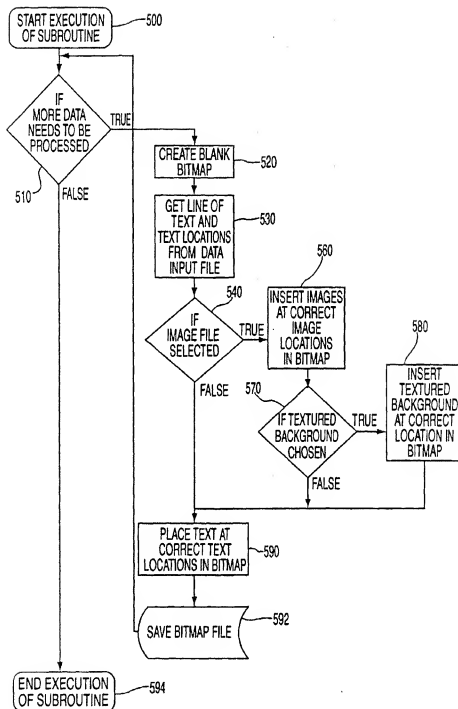 START EXECUTION
OF SUBROUTINE
500
IF
MORE DATA
NEEDS TO BE
PROCESSED
510
TRUE
FALSE
CREATE BLANK
BITMAP
520
GET LINE OF
TEXT AND
TEXT LOCATIONS
FROM DATA
INPUT FILE
530
IF
IMAGE FILE
SELECTED
540
TRUE
FALSE
INSERT IMAGES
AT CORRECT
IMAGE
LOCATIONS
IN BITMAP
560
IF TEXTURED
BACKGROUND
CHOSEN
570
TRUE
FALSE
INSERT
TEXTURED
BACKGROUND
AT CORRECT
LOCATION IN
BITMAP
580
PLACE TEXT AT
CORRECT TEXT
LOCATIONS IN BITMAP
590
SAVE BITMAP FILE
592
END EXECUTION
OF SUBROUTINE
594